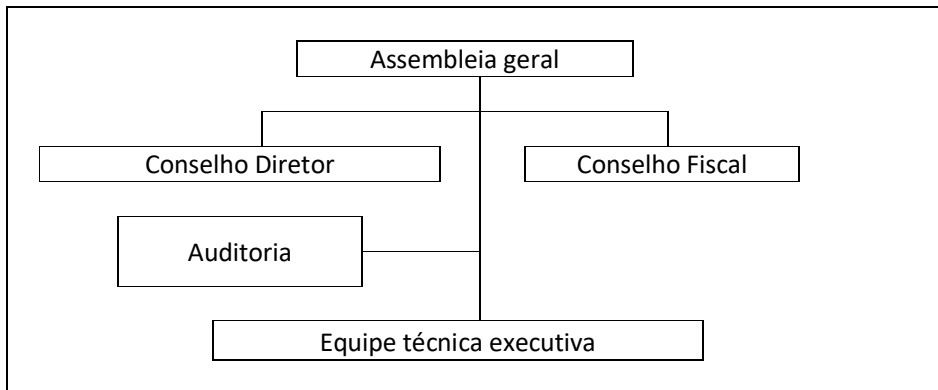 Assembleia geral
Conselho Diretor
Conselho Fiscal
Auditoria
Equipe técnica executiva